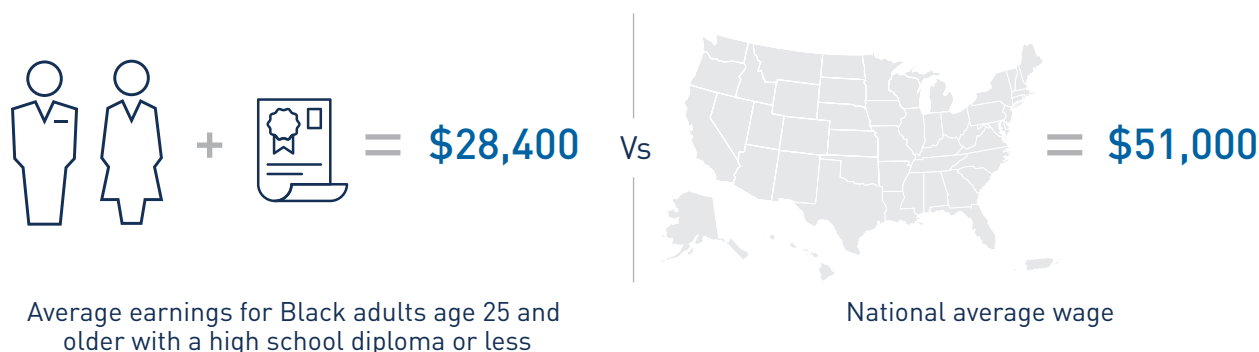 + = $28,400
Vs
= $51,000
Average earnings for Black adults age 25 and
older with a high school diploma or less
National average wage